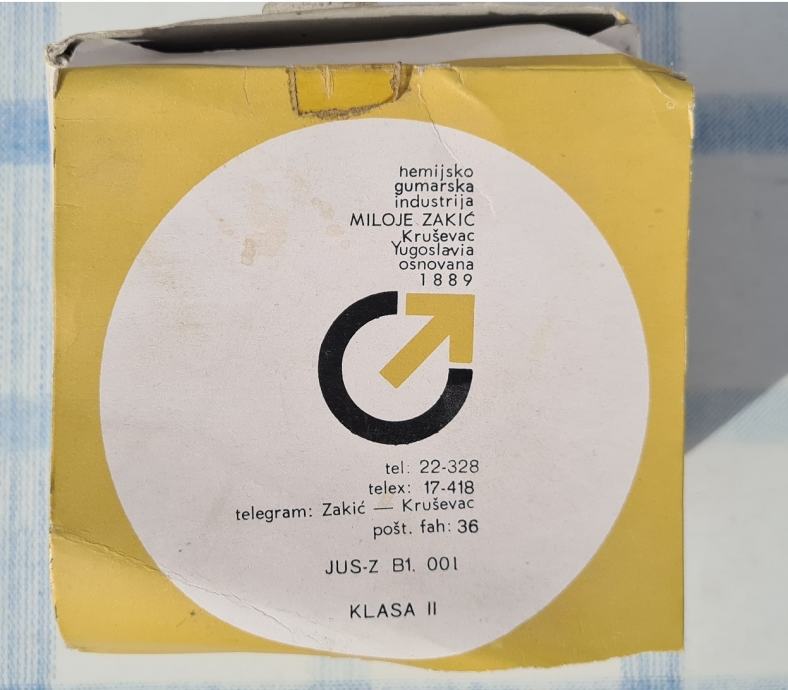 hemijsko
gumarska
industrija
MILOJE ZAKIĆ
Kruševac
Yugoslavia
osnovana
1889
tel: 22-328
telex: 17-418
telegram: Zakić — Kruševac
pošt. fah: 36
JUS-Z B1. 001
KLASA II